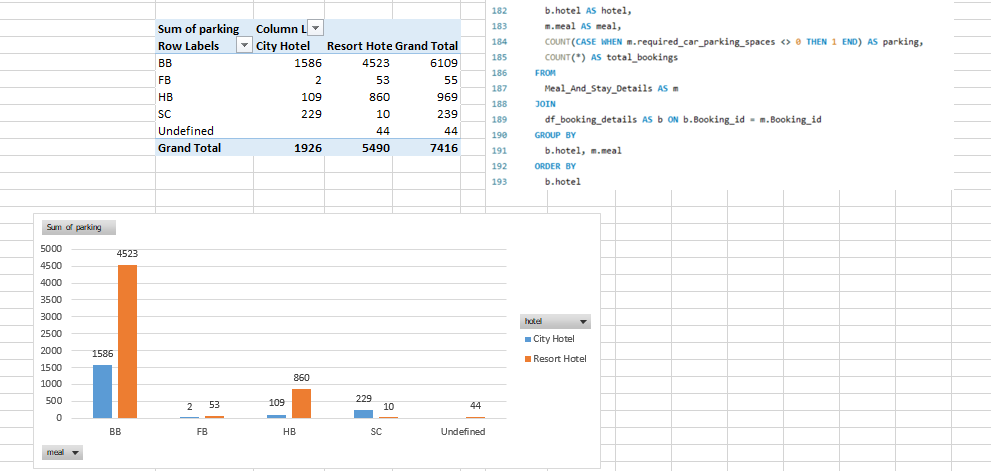 Sum of parking Column L
Row Labels City Hotel Resort Hote Grand Total
BB 1586 4523 6109
FB 2 53 55
HB 109 860 969
SC 229 10 239
Undefined 44 44
Grand Total 1926 5490 7416
182 b.hotel AS hotel,
183 m.meal AS meal,
184 COUNT(CASE WHEN m.required_car_parking_spaces <> 0 THEN 1 END) AS parking,
185 COUNT(*) AS total_bookings
186 FROM
187 Meal_And_Stay_Details AS m
188 JOIN
189 df_booking_details AS b ON b.Booking_id = m.Booking_id
190 GROUP BY
191 b.hotel, m.meal
192 ORDER BY
193 b.hotel
Sum of parking
5000
4500
4000
3500
3000
2500
2000
1500
1000
500
0
1586 4523
2 53
109 860
229 10
44
BB FB HB SC Undefined
meal
hotel
City Hotel
Resort Hotel